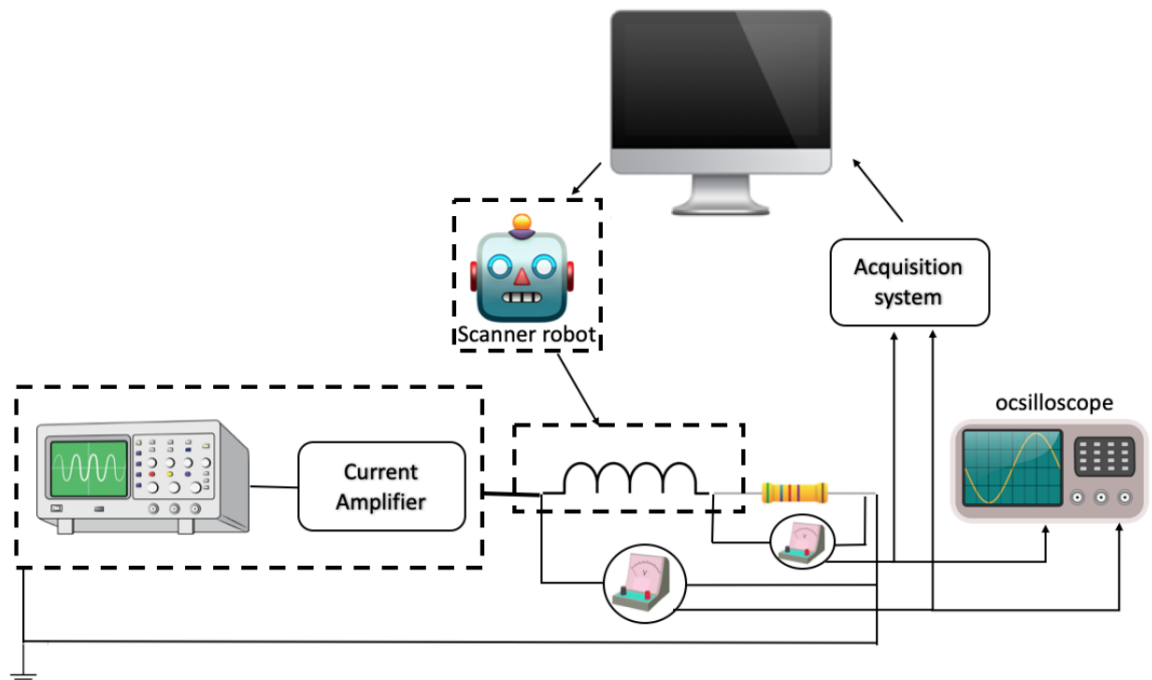 Acquisition
system
Scanner robot
ocsilloscope
Current
Amplifier
V
V